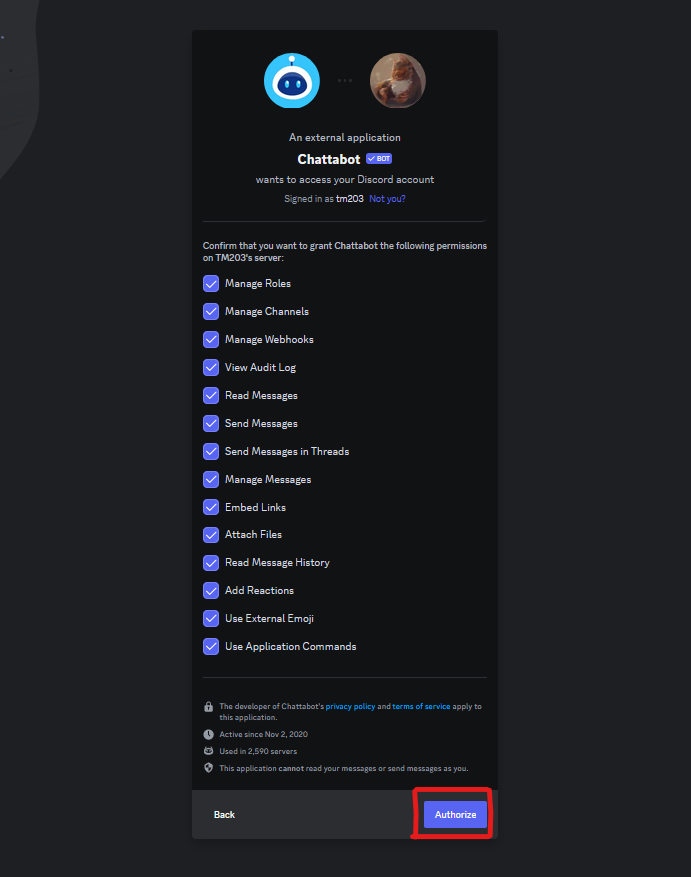 An external application
Chattabot BOT
wants to access your Discord account
Signed in as tm203 Not you?
Confirm that you want to grant Chattabot the following permissions
on TM203's server:
Manage Roles
Manage Channels
Manage Webhooks
View Audit Log
Read Messages
Send Messages
Send Messages in Threads
Manage Messages
Embed Links
Attach Files
Read Message History
Add Reactions
Use External Emoji
Use Application Commands
The developer of Chattabot's privacy policy and terms of service apply to
this application.
Active since Nov 2, 2020
Used in 2,590 servers
This application cannot read your messages or send messages as you.
Back Authorize